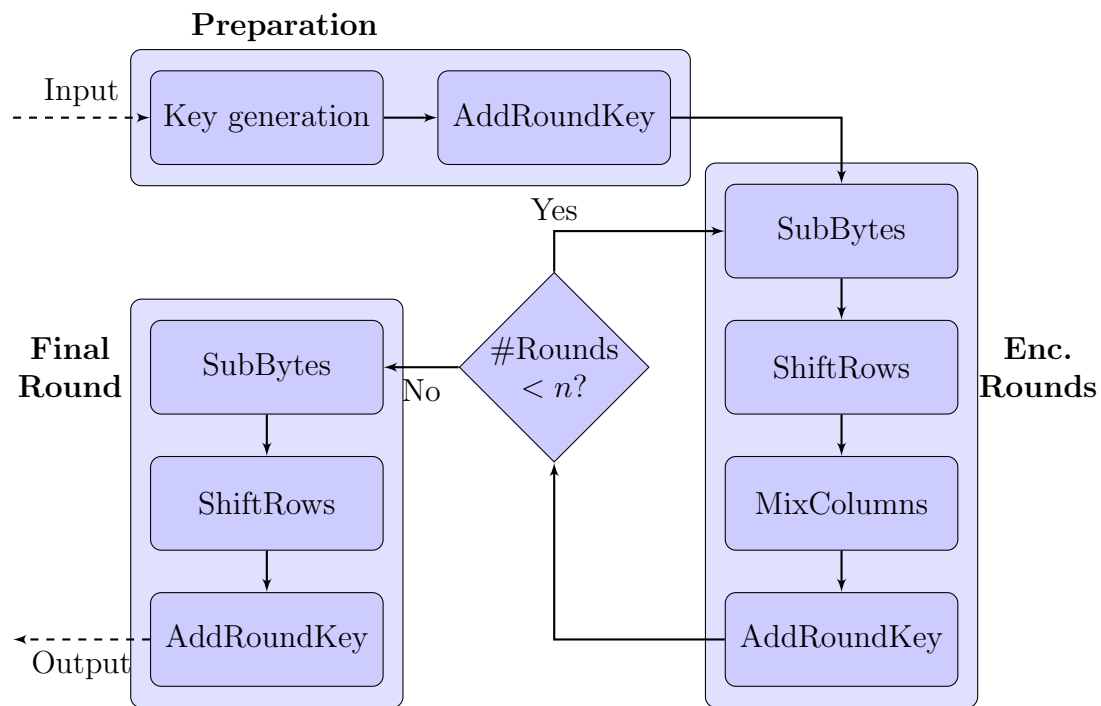 Preparation
Input
Key generation
AddRoundKey
Yes
SubBytes
ShiftRows
MixColumns
AddRoundKey
Enc.
Rounds
#Rounds
< n?
No
Final
Round
SubBytes
ShiftRows
AddRoundKey
Output